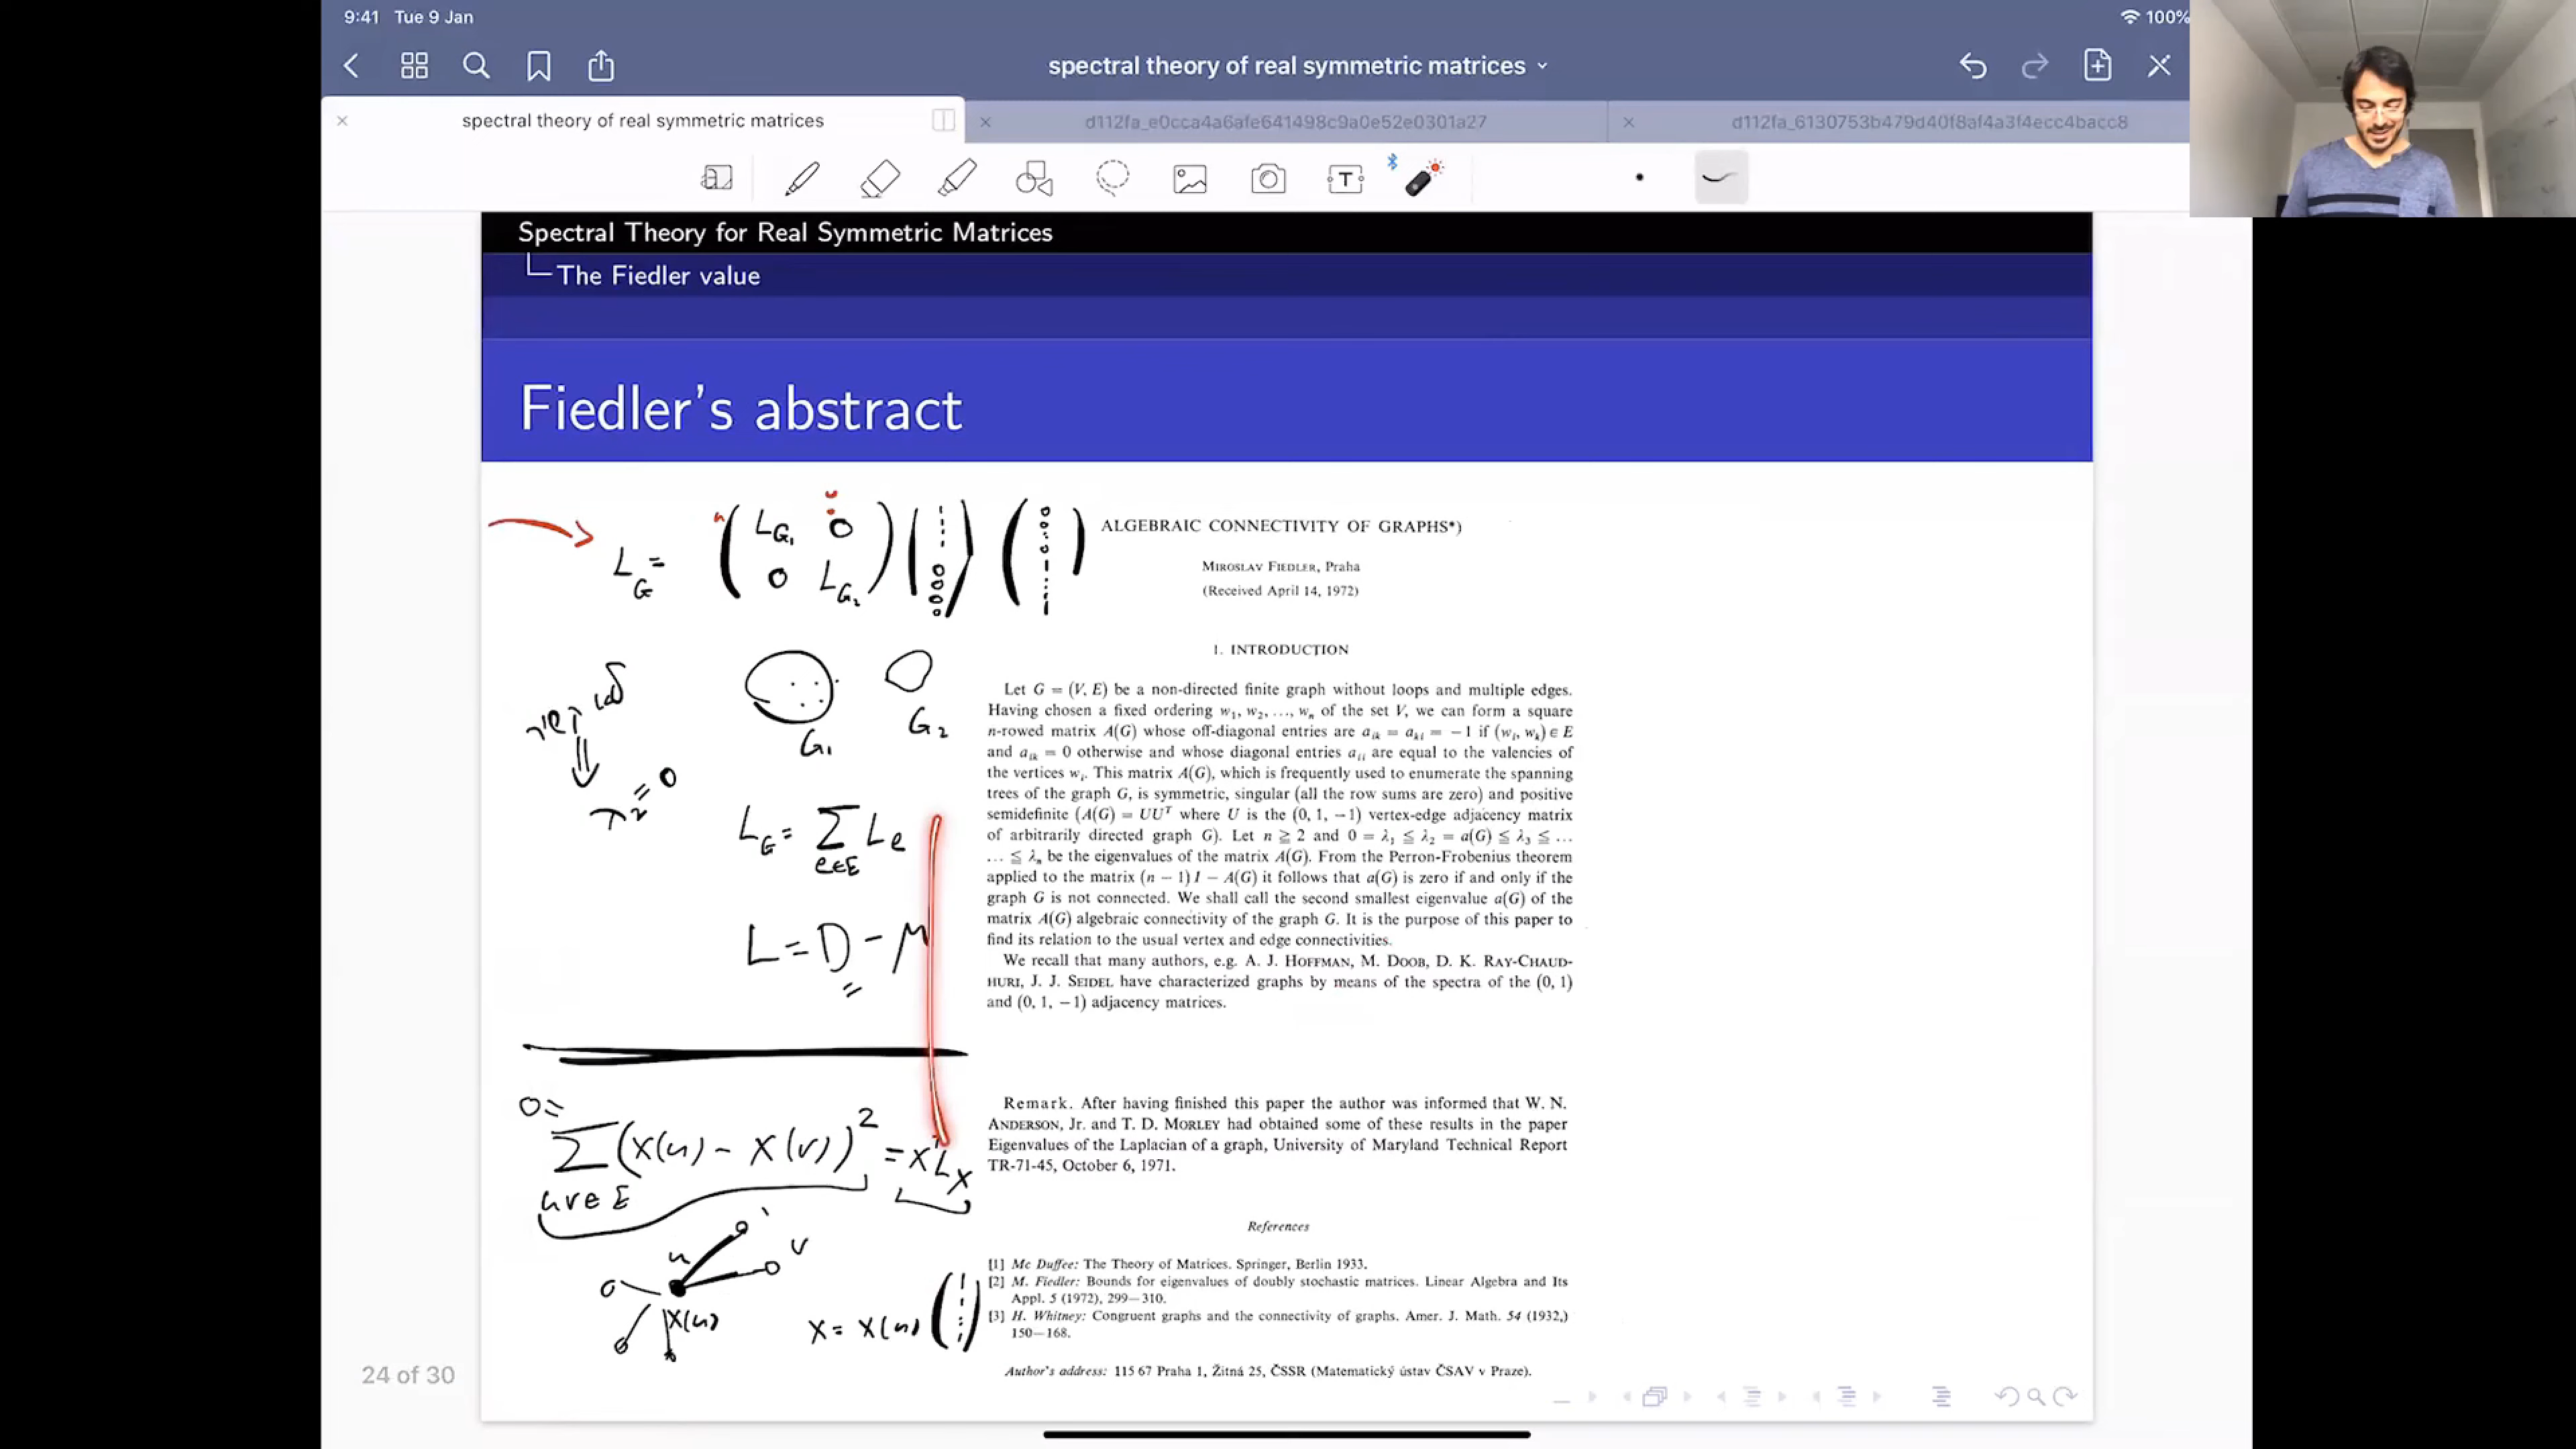 9:41 Tue 9 Jan
100%
spectral theory of real symmetric matrices
spectral theory of real symmetric matrices
d112fa_e0cca4a6afe641498c9a0e52e0301a27
d112fa_6130753b479d40f8af4a3f4ecc4bacc8
Spectral Theory for Real Symmetric Matrices
The Fiedler value
Fiedler's abstract
L_G = ( L_G₁ 0
0 L_G₂ )
G₁ G₂
λ₂ = 0
L_G = Σ L_e
e∈E
L = D - M
0 =
Σ (x(u) - x(v))² = x'Lx
uv∈E
u v
x(u)
x = x(u)
ALGEBRAIC CONNECTIVITY OF GRAPHS*)
MIROSLAV FIEDLER, Praha
(Received April 14, 1972)
1. INTRODUCTION
Let G = (V, E) be a non-directed finite graph without loops and multiple edges.
Having chosen a fixed ordering w₁, w₂, ..., wₙ of the set V, we can form a square
n-rowed matrix A(G) whose off-diagonal entries are aᵢₖ = aₖᵢ = −1 if (wᵢ, wₖ) ∈ E
and aᵢₖ = 0 otherwise and whose diagonal entries aᵢᵢ are equal to the valencies of
the vertices wᵢ. This matrix A(G), which is frequently used to enumerate the spanning
trees of the graph G, is symmetric, singular (all the row sums are zero) and positive
semidefinite (A(G) = UUᵀ where U is the (0, 1, −1) vertex-edge adjacency matrix
of arbitrarily directed graph G). Let n ≧ 2 and 0 = λ₁ ≦ λ₂ = a(G) ≦ λ₃ ≦ ...
... ≦ λₙ be the eigenvalues of the matrix A(G). From the Perron-Frobenius theorem
applied to the matrix (n − 1) I − A(G) it follows that a(G) is zero if and only if the
graph G is not connected. We shall call the second smallest eigenvalue a(G) of the
matrix A(G) algebraic connectivity of the graph G. It is the purpose of this paper to
find its relation to the usual vertex and edge connectivities.
We recall that many authors, e.g. A. J. HOFFMAN, M. DOOB, D. K. RAY-CHAUD-
HURI, J. J. SEIDEL have characterized graphs by means of the spectra of the (0, 1)
and (0, 1, −1) adjacency matrices.
Remark. After having finished this paper the author was informed that W. N.
ANDERSON, Jr. and T. D. MORLEY had obtained some of these results in the paper
Eigenvalues of the Laplacian of a graph, University of Maryland Technical Report
TR-71-45, October 6, 1971.
References
[1] Mc Duffee: The Theory of Matrices. Springer, Berlin 1933.
[2] M. Fiedler: Bounds for eigenvalues of doubly stochastic matrices. Linear Algebra and Its
Appl. 5 (1972), 299—310.
[3] H. Whitney: Congruent graphs and the connectivity of graphs. Amer. J. Math. 54 (1932,)
150—168.
Author's address: 115 67 Praha 1, Žitná 25, ČSSR (Matematický ústav ČSAV v Praze).
24 of 30